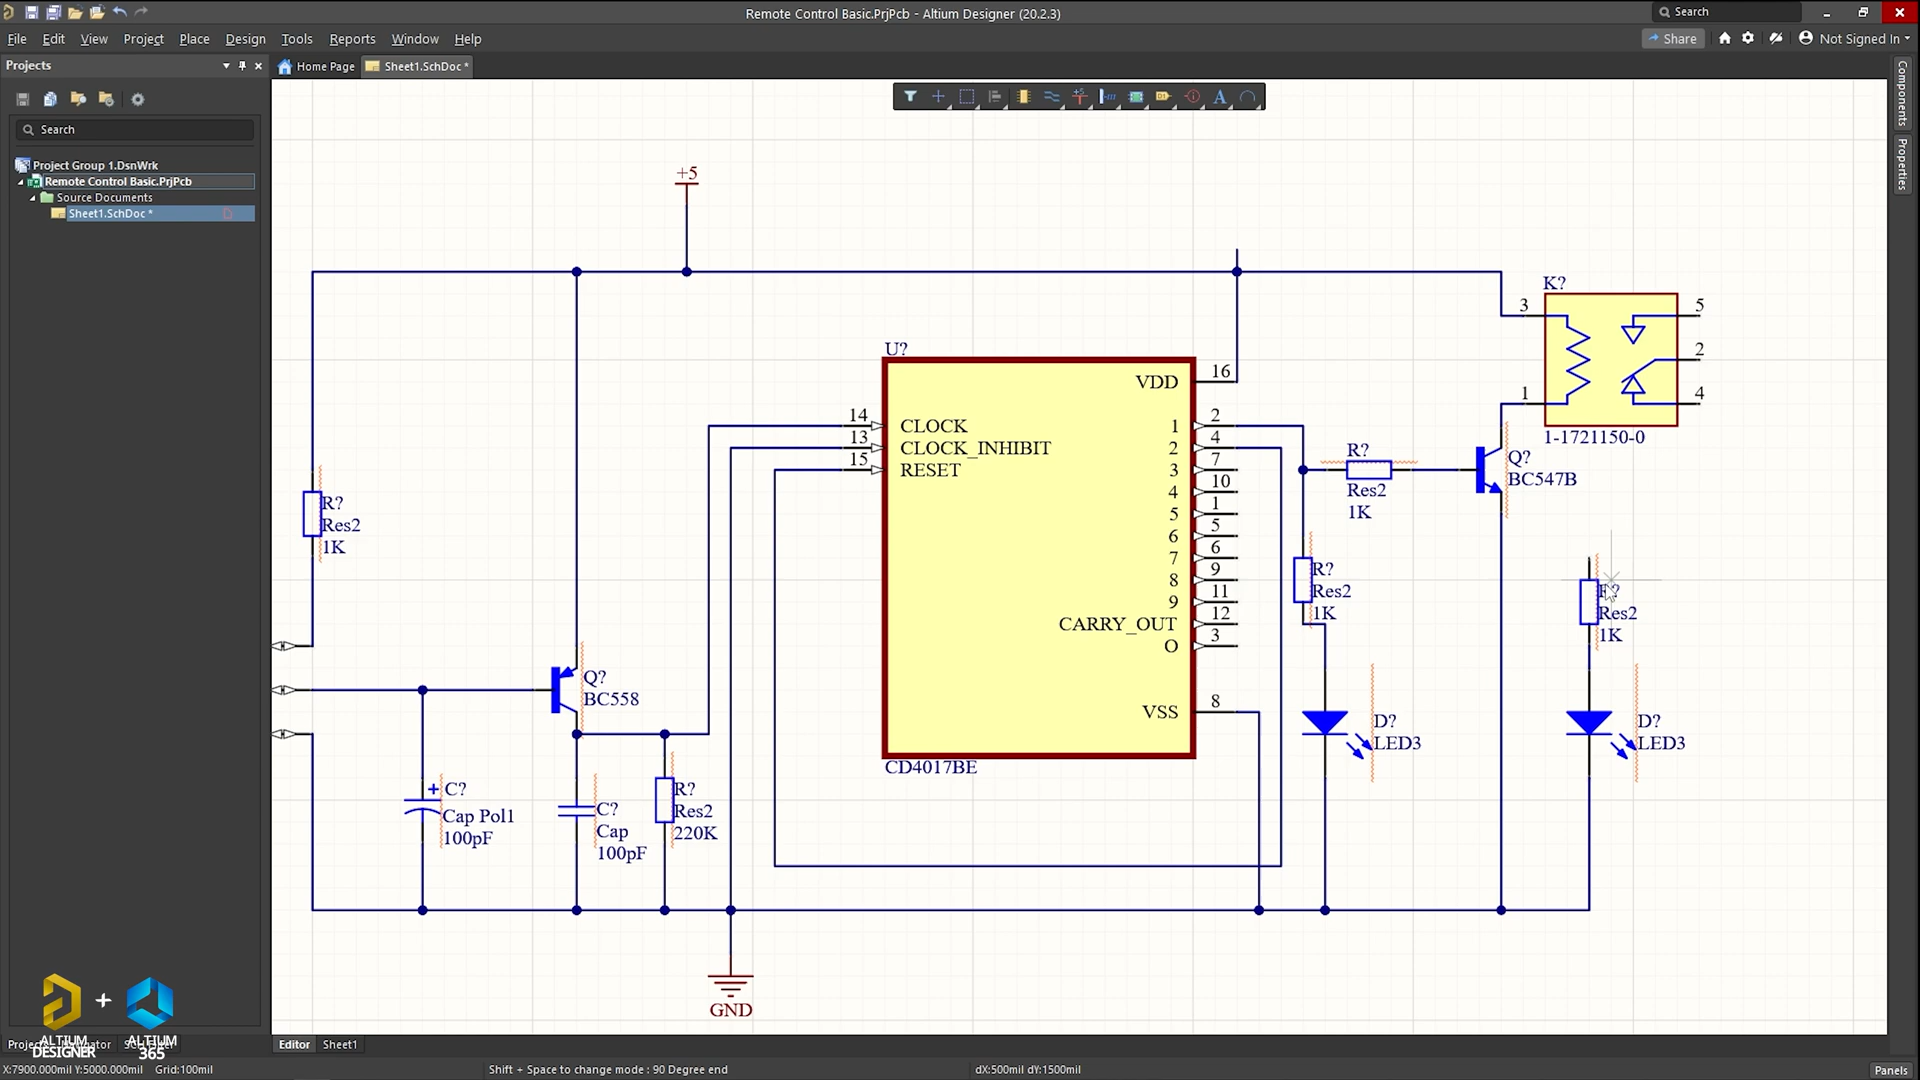 Remote Control Basic.PrjPcb - Altium Designer (20.2.3)
Search
File Edit View Project Place Design Tools Reports Window Help
Share
Not Signed In
Projects
Home Page
Sheet1.SchDoc *
Search
Project Group 1.DsnWrk
Remote Control Basic.PrjPcb
Source Documents
Sheet1.SchDoc *
Components
Properties
+5
K?
3
5
2
1
4
1-1721150-0
U?
VDD 16
14 CLOCK
13 CLOCK_INHIBIT
15 RESET
1 2
2 4
3 7
4 10
5 1
6 5
7 6
8 9
9 11
CARRY_OUT 12
O 3
VSS 8
CD4017BE
R?
Res2
1K
R?
Res2
1K
Q?
BC547B
R?
Res2
1K
Res2
1K
Q?
BC558
D?
LED3
D?
LED3
+ C?
Cap Pol1
100pF
C?
Cap
100pF
R?
Res2
220K
GND
+
ALTIUM
DESIGNER
ALTIUM
365
Editor
Sheet1
X:7900.000mil Y:5000.000mil Grid:100mil
Shift + Space to change mode : 90 Degree end
dX:500mil dY:1500mil
Panels